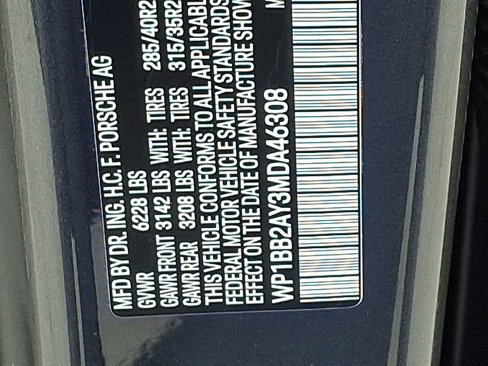 MFD BY DR. ING. H.C. F. PORSCHE AG
GVWR 6228 LBS
GAWR FRONT 3142 LBS WITH: TIRES 285/40R2
GAWR REAR 3208 LBS WITH: TIRES 315/35R2
THIS VEHICLE CONFORMS TO ALL APPLICABL
FEDERAL MOTOR VEHICLE SAFETY STANDARDS
EFFECT ON THE DATE OF MANUFACTURE SHOW
WP1BB2AY3MDA46308 M